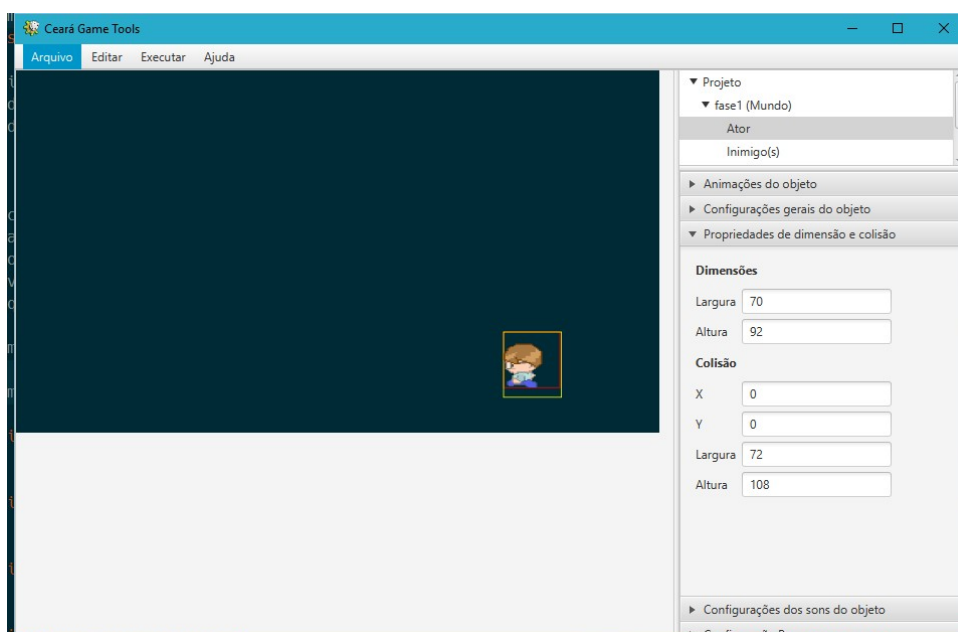 Ceará Game Tools
Arquivo Editar Executar Ajuda
Projeto
fase1 (Mundo)
Ator
Inimigo(s)
Animações do objeto
Configurações gerais do objeto
Propriedades de dimensão e colisão
Dimensões
Largura 70
Altura 92
Colisão
X 0
Y 0
Largura 72
Altura 108
Configurações dos sons do objeto